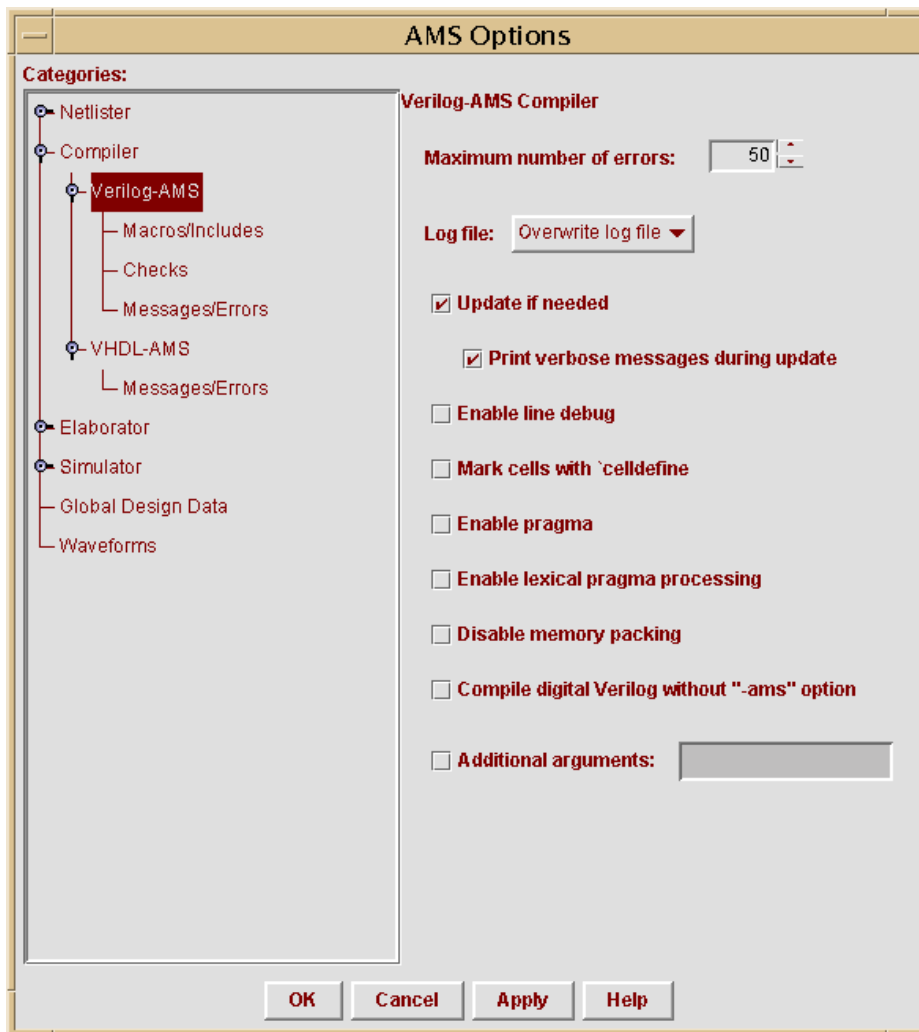 AMS Options
Categories:
Netlister
Compiler
Verilog-AMS
Macros/Includes
Checks
Messages/Errors
VHDL-AMS
Messages/Errors
Elaborator
Simulator
Global Design Data
Waveforms
Verilog-AMS Compiler
Maximum number of errors: 50
Log file: Overwrite log file
Update if needed
Print verbose messages during update
Enable line debug
Mark cells with `celldefine
Enable pragma
Enable lexical pragma processing
Disable memory packing
Compile digital Verilog without "-ams" option
Additional arguments:
OK Cancel Apply Help